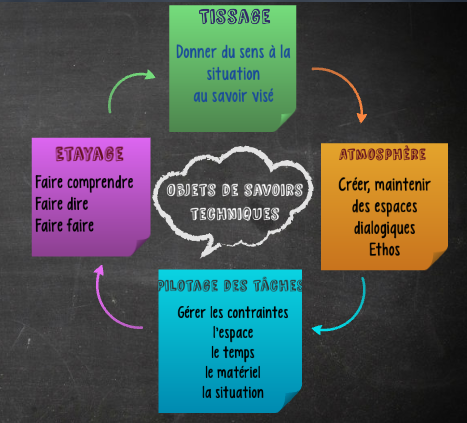 TISSAGE
Donner du sens à la
situation
au savoir visé
ETAYAGE
Faire comprendre
Faire dire
Faire faire
OBJETS DE SAVOIRS
TECHNIQUES
ATMOSPHÈRE
Créer, maintenir
des espaces
dialogiques
Ethos
PILOTAGE DES TÂCHES
Gérer les contraintes
l'espace
le temps
le matériel
la situation